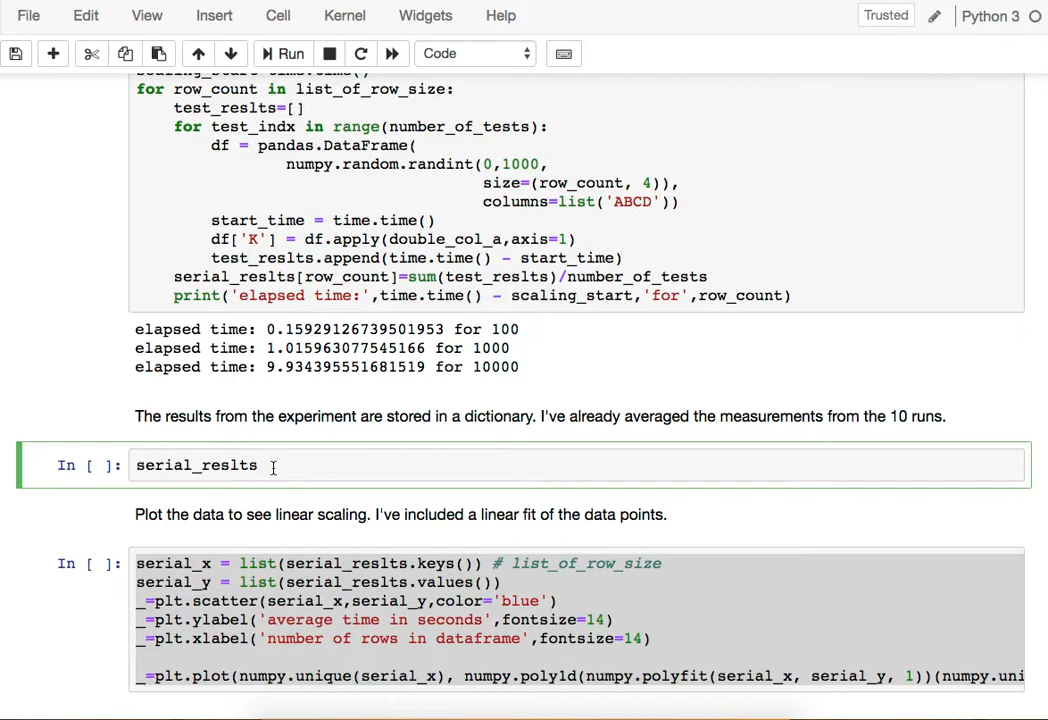 File Edit View Insert Cell Kernel Widgets Help Trusted Python 3
Run Code
for row_count in list_of_row_size:
test_reslts=[]
for test_indx in range(number_of_tests):
df = pandas.DataFrame(
numpy.random.randint(0,1000,
size=(row_count, 4)),
columns=list('ABCD'))
start_time = time.time()
df['K'] = df.apply(double_col_a,axis=1)
test_reslts.append(time.time() - start_time)
serial_reslts[row_count]=sum(test_reslts)/number_of_tests
print('elapsed time:',time.time() - scaling_start,'for',row_count)
elapsed time: 0.15929126739501953 for 100
elapsed time: 1.015963077545166 for 1000
elapsed time: 9.934395551681519 for 10000
The results from the experiment are stored in a dictionary. I've already averaged the measurements from the 10 runs.
In [ ]: serial_reslts
Plot the data to see linear scaling. I've included a linear fit of the data points.
In [ ]: serial_x = list(serial_reslts.keys()) # list_of_row_size
serial_y = list(serial_reslts.values())
_=plt.scatter(serial_x,serial_y,color='blue')
_=plt.ylabel('average time in seconds',fontsize=14)
_=plt.xlabel('number of rows in dataframe',fontsize=14)
_=plt.plot(numpy.unique(serial_x), numpy.poly1d(numpy.polyfit(serial_x, serial_y, 1))(numpy.uni